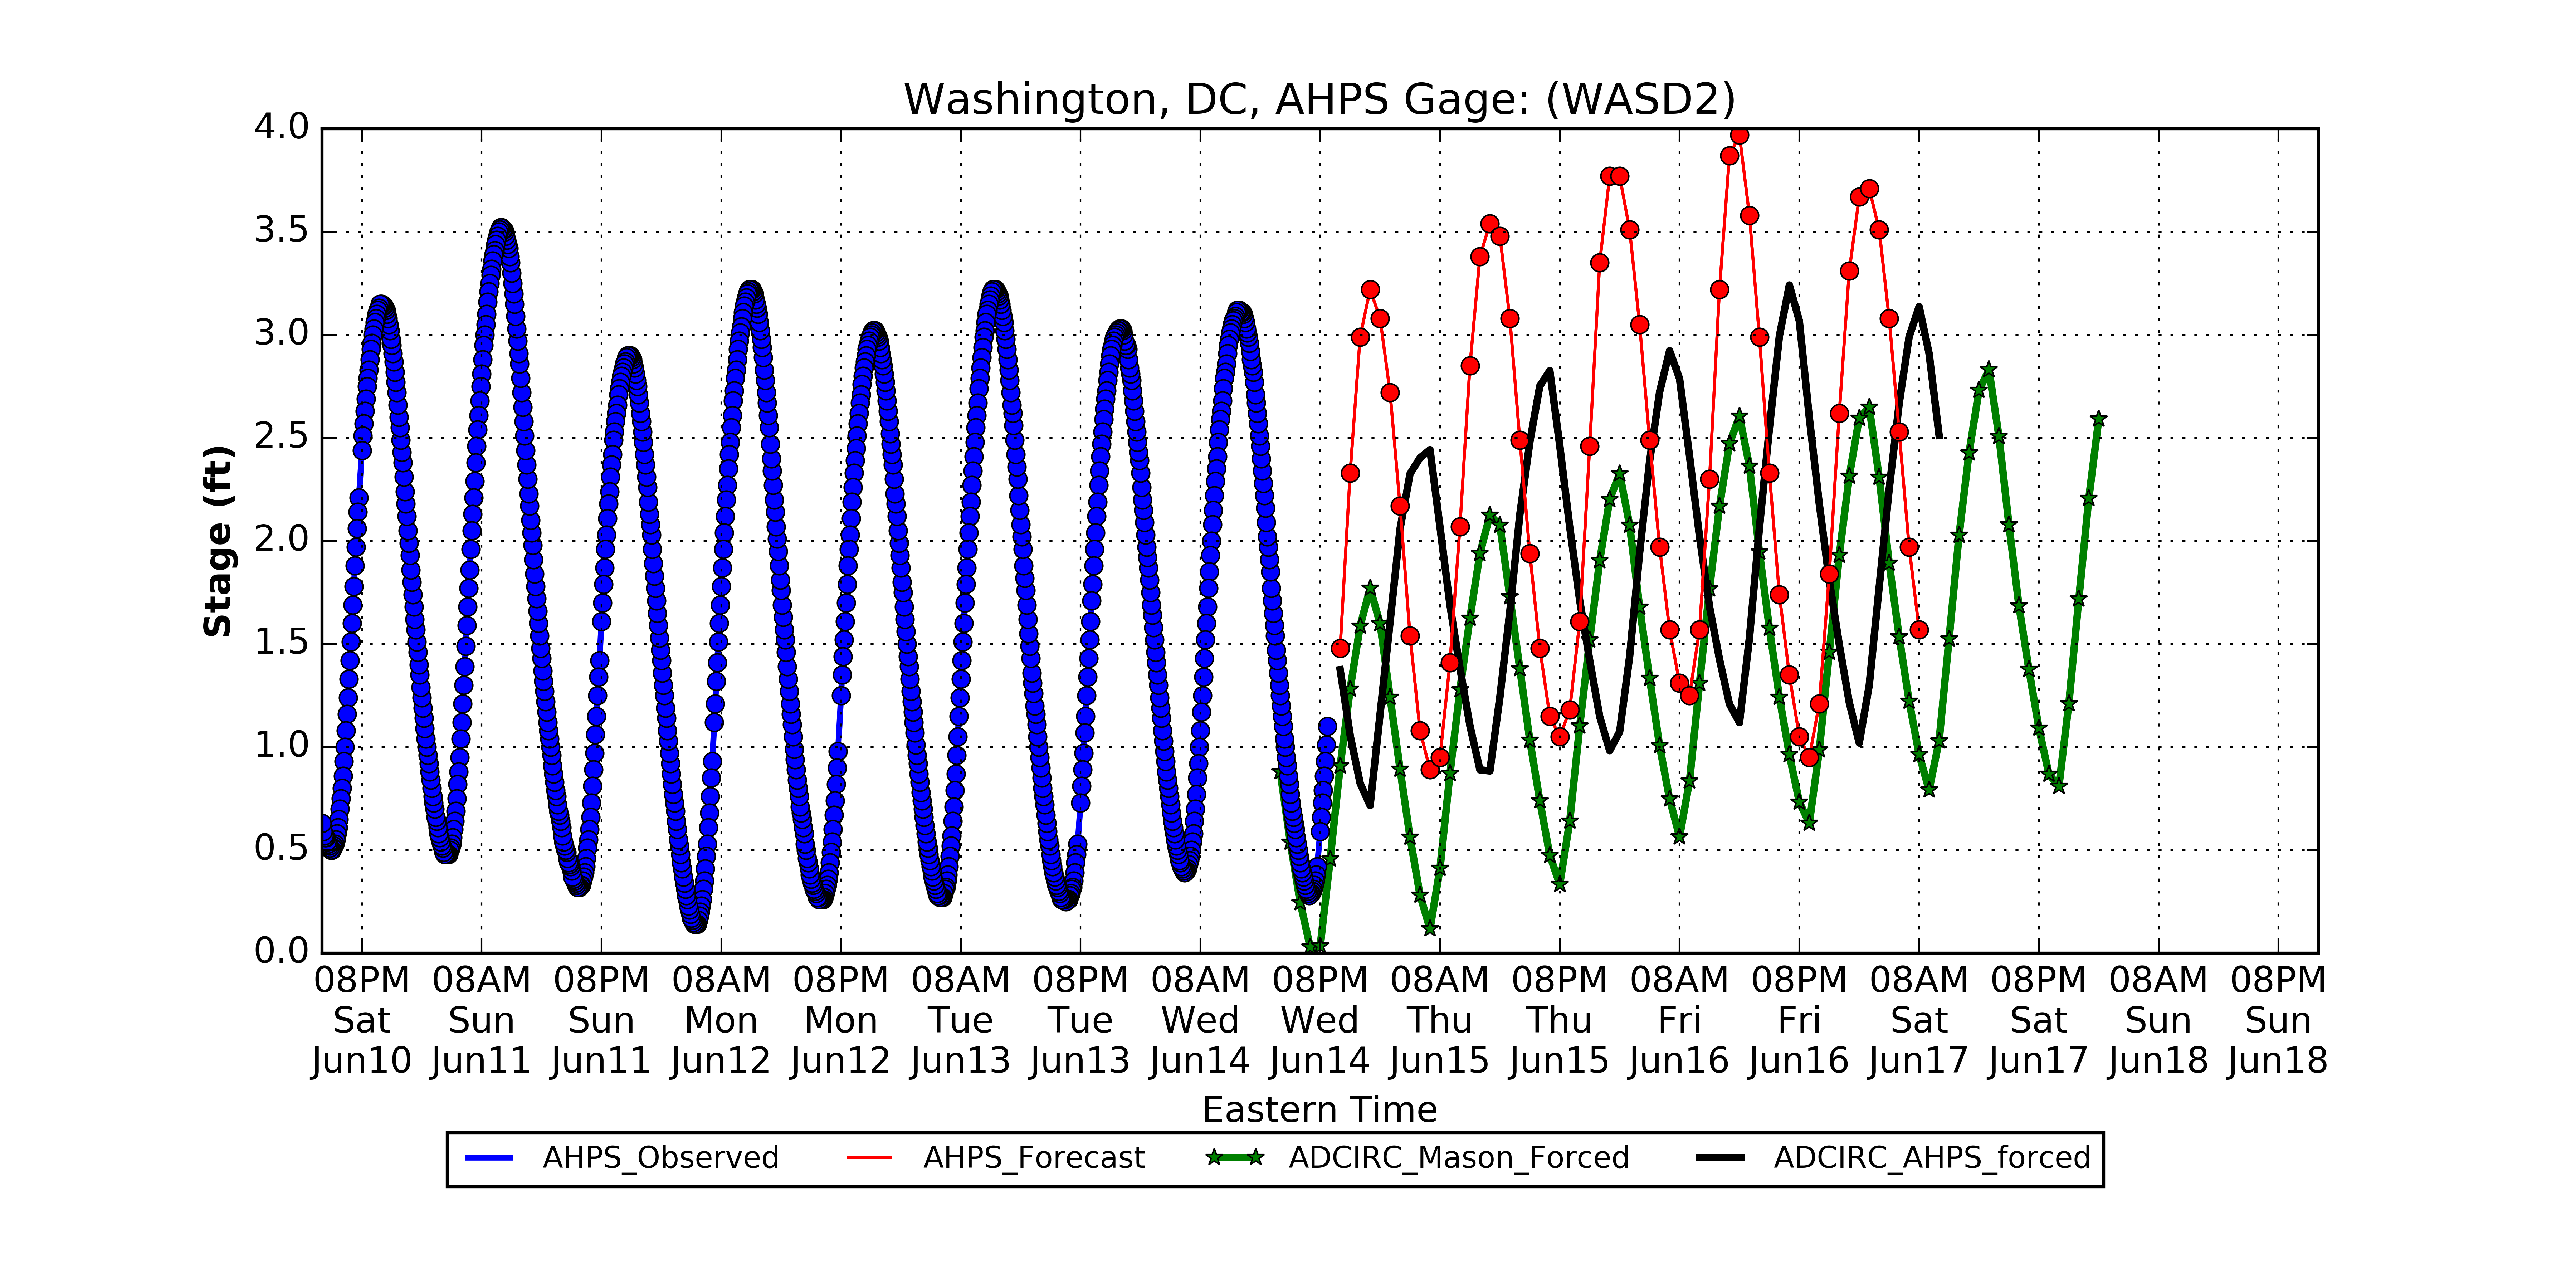 Washington, DC, AHPS Gage: (WASD2)
4.0
3.5
3.0
2.5
2.0
1.5
1.0
0.5
0.0
Stage (ft)
08PM 08AM 08PM 08AM 08PM 08AM 08PM 08AM 08PM 08AM 08PM 08AM 08PM 08AM 08PM 08AM 08PM
Sat Sun Sun Mon Mon Tue Tue Wed Wed Thu Thu Fri Fri Sat Sat Sun Sun
Jun10 Jun11 Jun11 Jun12 Jun12 Jun13 Jun13 Jun14 Jun14 Jun15 Jun15 Jun16 Jun16 Jun17 Jun17 Jun18 Jun18
Eastern Time
AHPS_Observed AHPS_Forecast ADCIRC_Mason_Forced ADCIRC_AHPS_forced